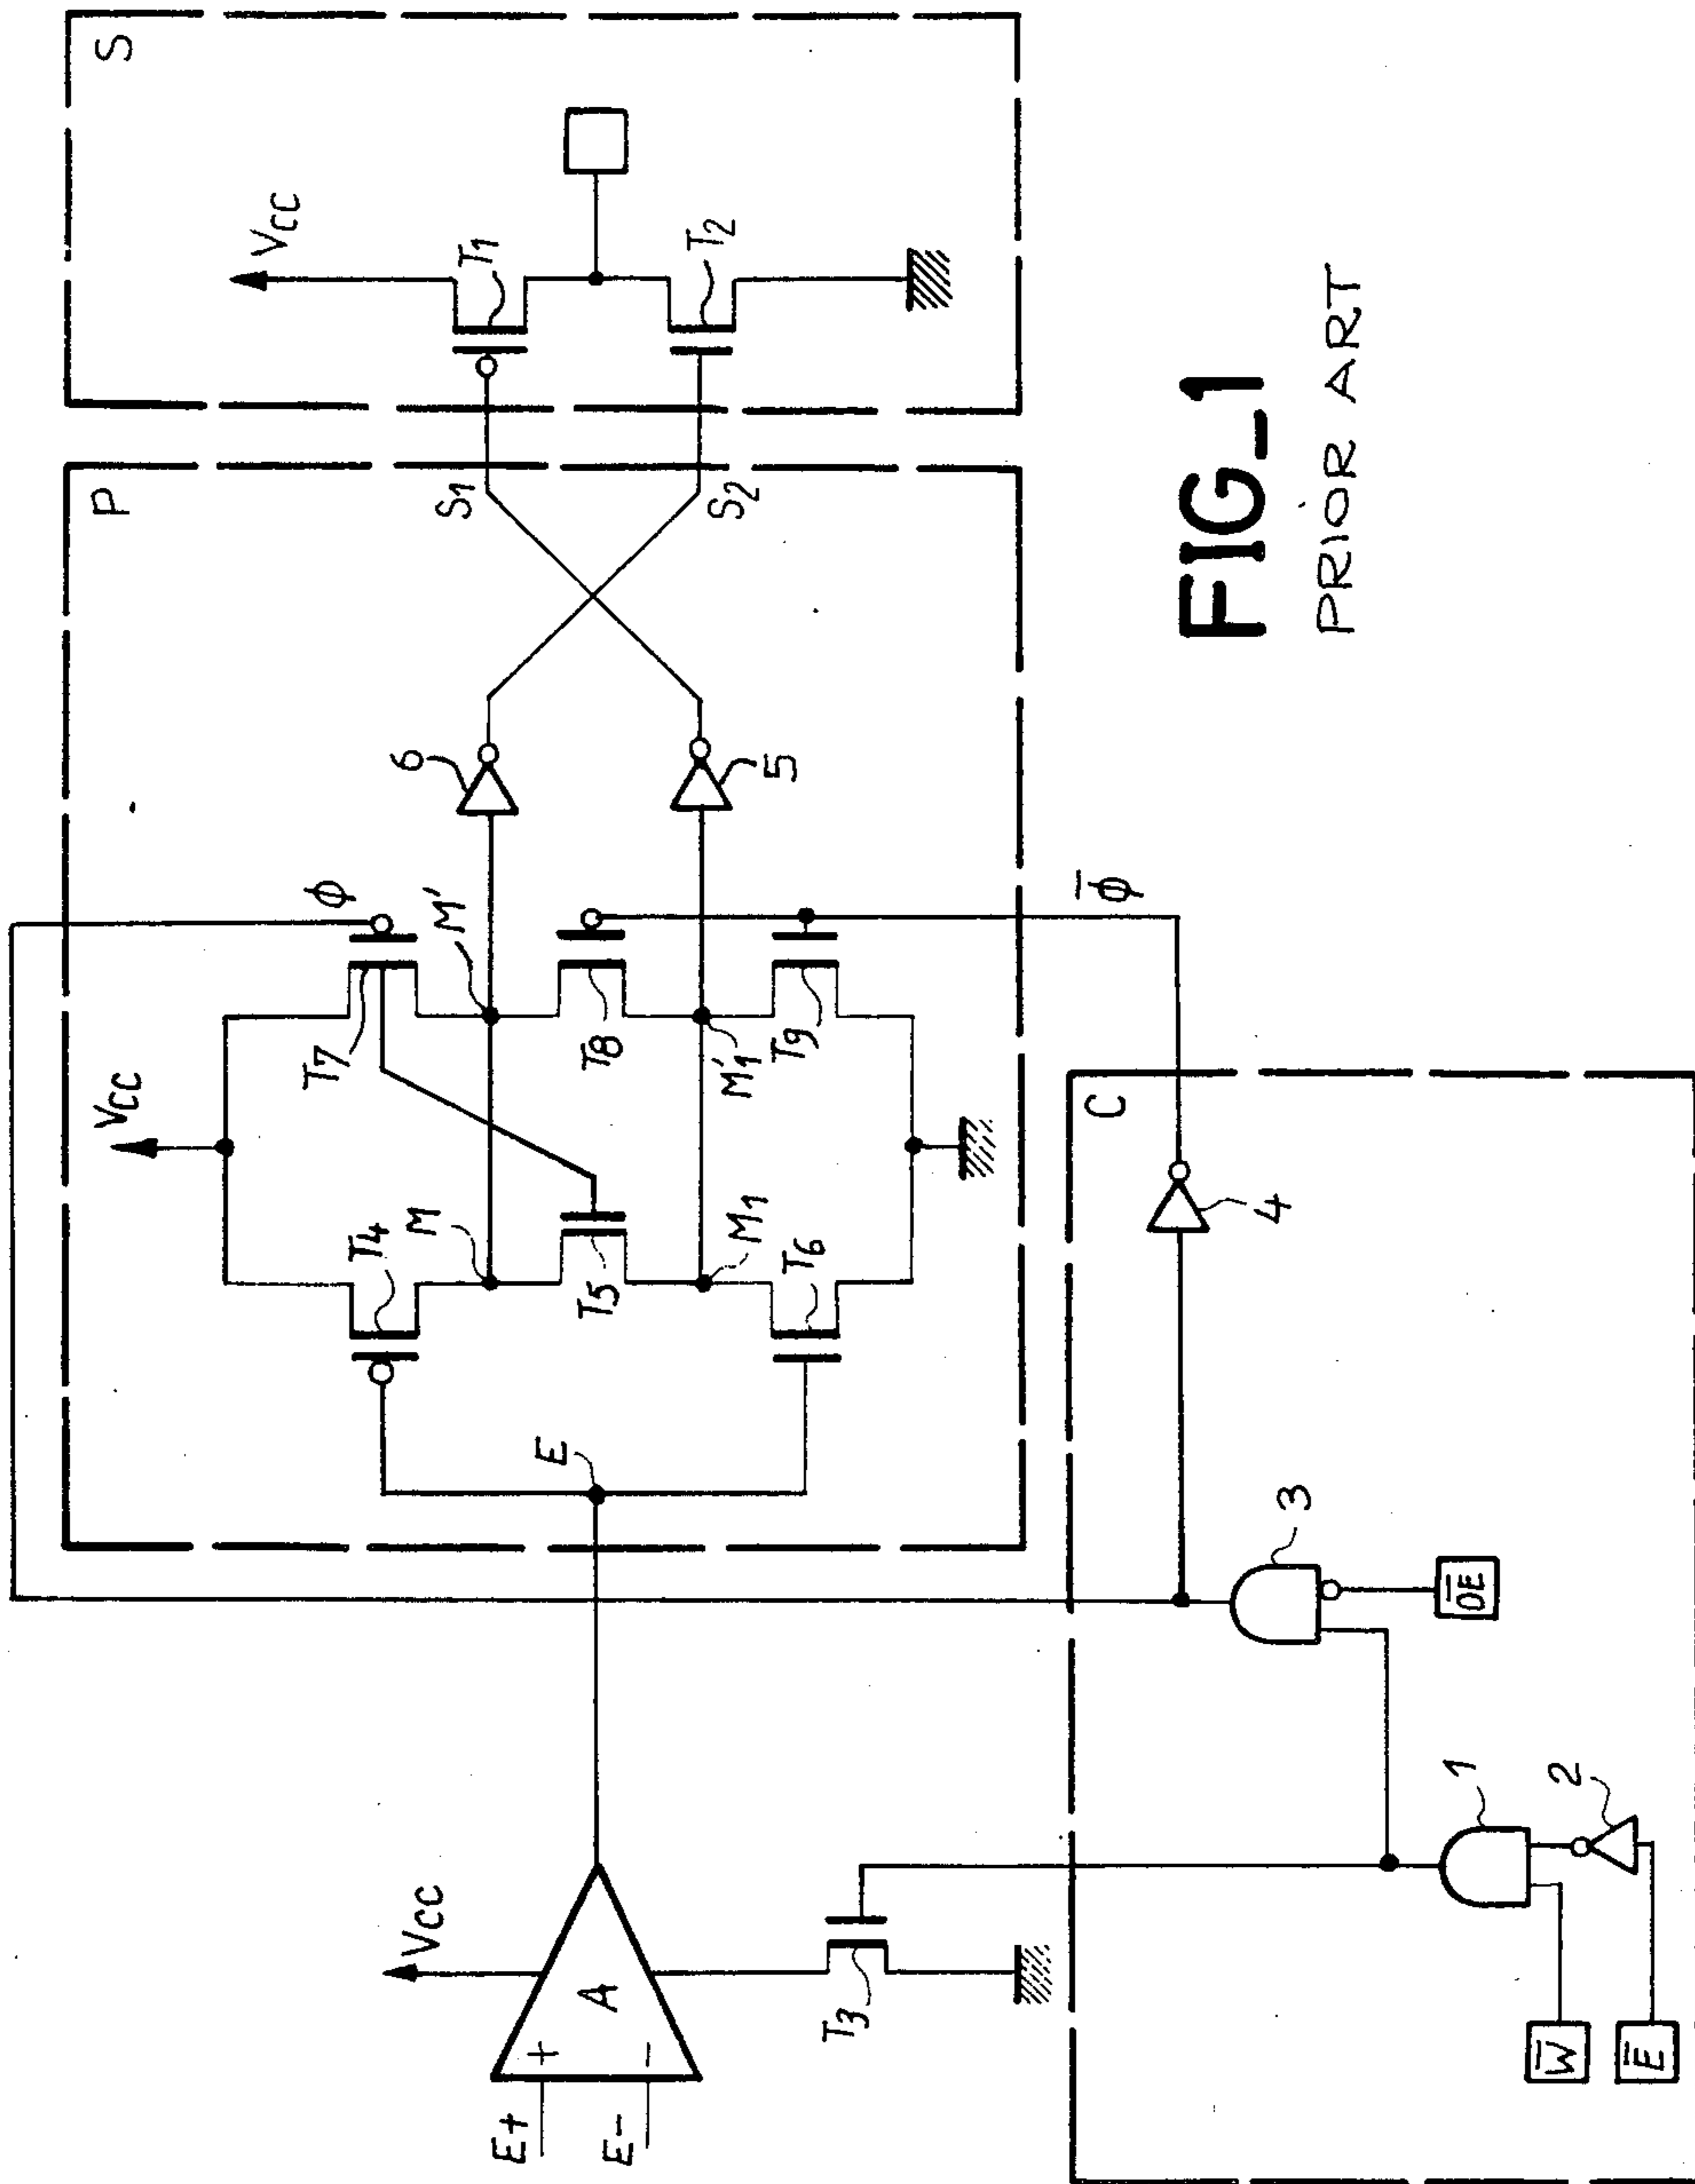 S
VCC
T1
T2
P
S1
S2
6
5
VCC
ϕ
T7
M'
T4
M
T8
T5
M'1
M1
T9
T6
E
ϕ̅
VCC
A
+
-
E+
E-
T3
C
4
3
O̅E̅
1
2
W̅
E̅
FIG_1
PRIOR ART